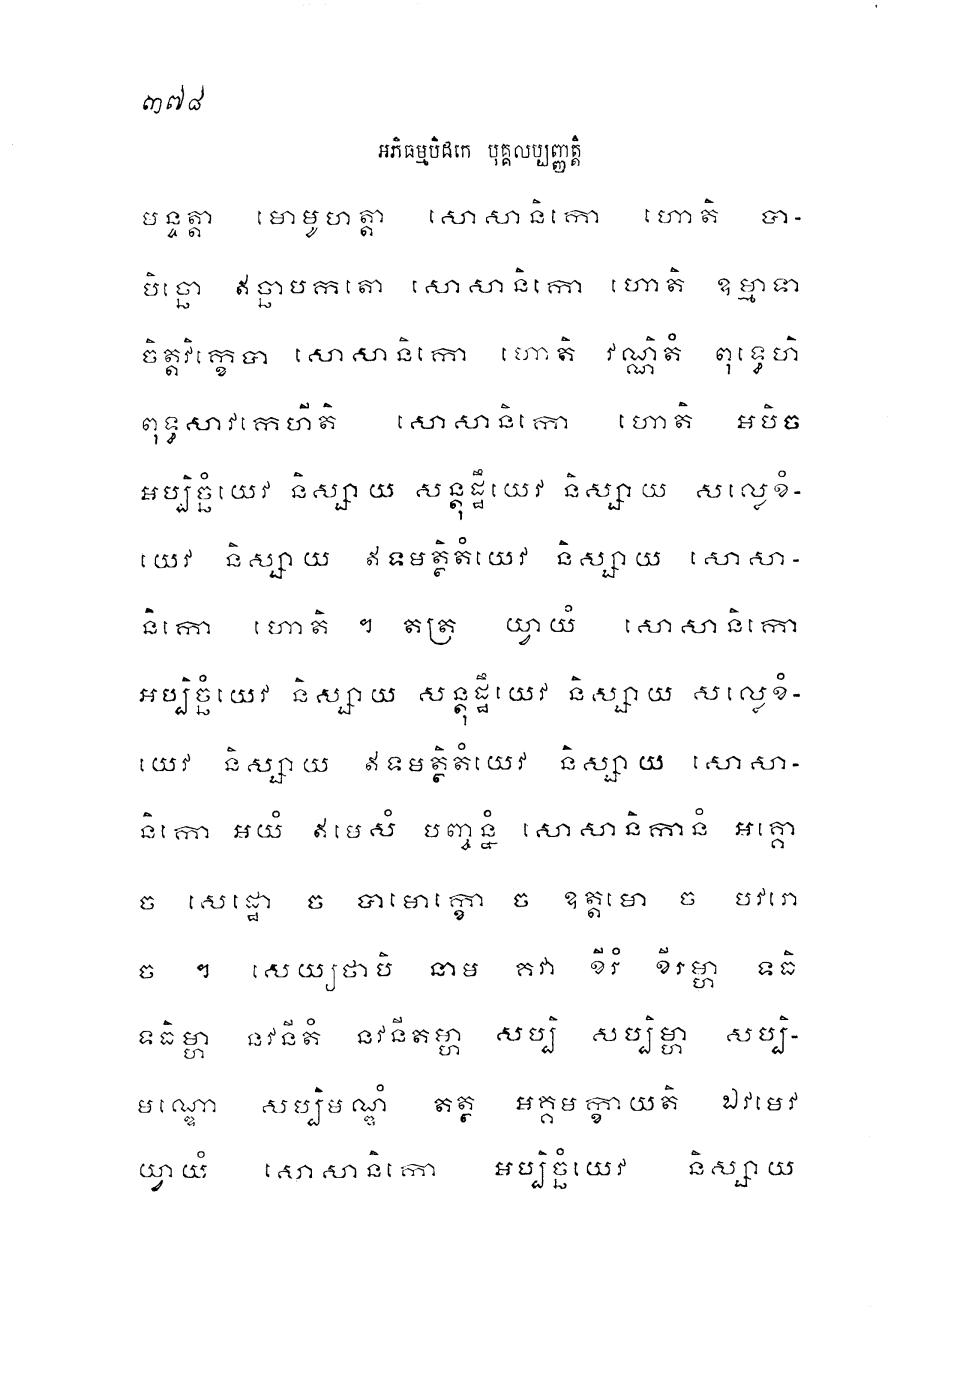 ៣៧៨
អភិធម្មបិដកេ បុគ្គលប្បញ្ញត្តិ
បន្ទត្តា មោមូហត្តា សោសានិកោ ហោតិ បា-
បិច្ឆោ ឥច្ឆាបកតោ សោសានិកោ ហោតិ ឧម្មាទា
ចិត្តវិក្ខេបា សោសានិកោ ហោតិ វណ្ណិតំ ពុទ្ធេហិ
ពុទ្ធសាវកេហីតិ សោសានិកោ ហោតិ អបិច
អប្បិច្ឆំយេវ និស្សាយ សន្តុដ្ឋឹយេវ និស្សាយ សល្លេខំ-
យេវ និស្សាយ ឥទមត្ថិតំយេវ និស្សាយ សោសា-
និកោ ហោតិ ។ តត្រ យ្វាយំ សោសានិកោ
អប្បិច្ឆំយេវ និស្សាយ សន្តុដ្ឋឹយេវ និស្សាយ សល្លេខំ-
យេវ និស្សាយ ឥទមត្ថិតំយេវ និស្សាយ សោសា-
និកោ អយំ ឥមេសំ បញ្ចន្នំ សោសានិកានំ អគ្គោ
ច សេដ្ឋោ ច បាមោក្ខោ ច ឧត្តមោ ច បវរោ
ច ។ សេយ្យថាបិ នាម គវា ខីរំ ខីរម្ហា ទធិ
ទធិម្ហា នវនីតំ នវនីតម្ហា សប្បិ សប្បិម្ហា សប្បិ-
មណ្ឌោ សប្បិមណ្ឌំ តត្ថ អគ្គមក្ខាយតិ ឯវមេវ
យ្វាយំ សោសានិកោ អប្បិច្ឆំយេវ និស្សាយ